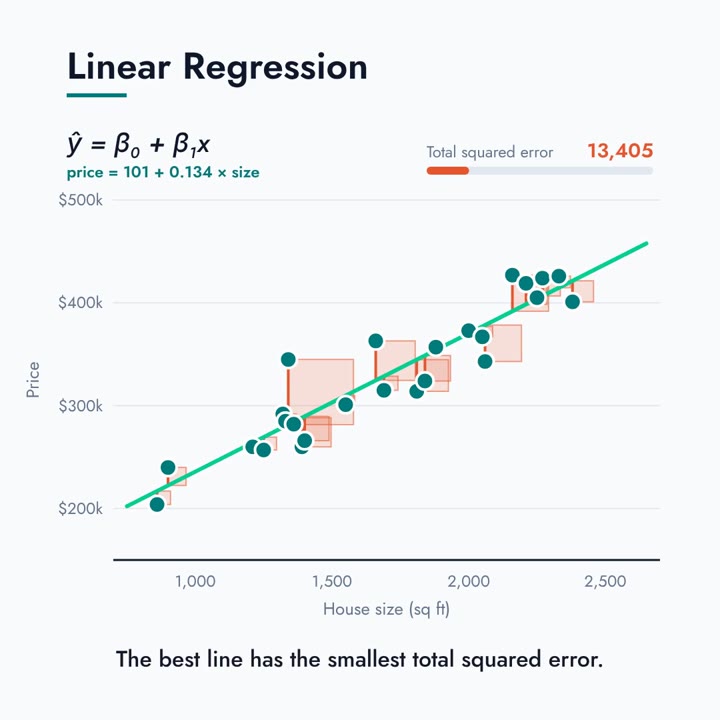 Linear Regression
ŷ = β₀ + β₁x
price = 101 + 0.134 × size
Total squared error 13,405
$500k
$400k
$300k
$200k
Price
1,000 1,500 2,000 2,500
House size (sq ft)
The best line has the smallest total squared error.